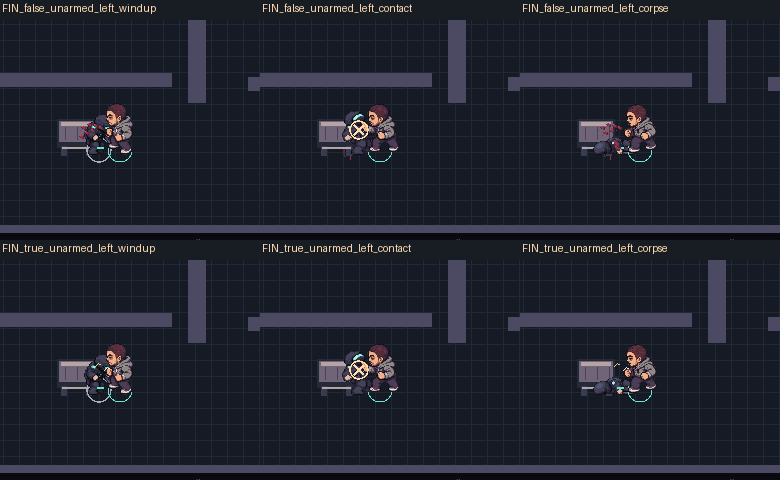 FIN_false_unarmed_left_windup
FIN_false_unarmed_left_contact
FIN_false_unarmed_left_corpse
FIN_true_unarmed_left_windup
FIN_true_unarmed_left_contact
FIN_true_unarmed_left_corpse